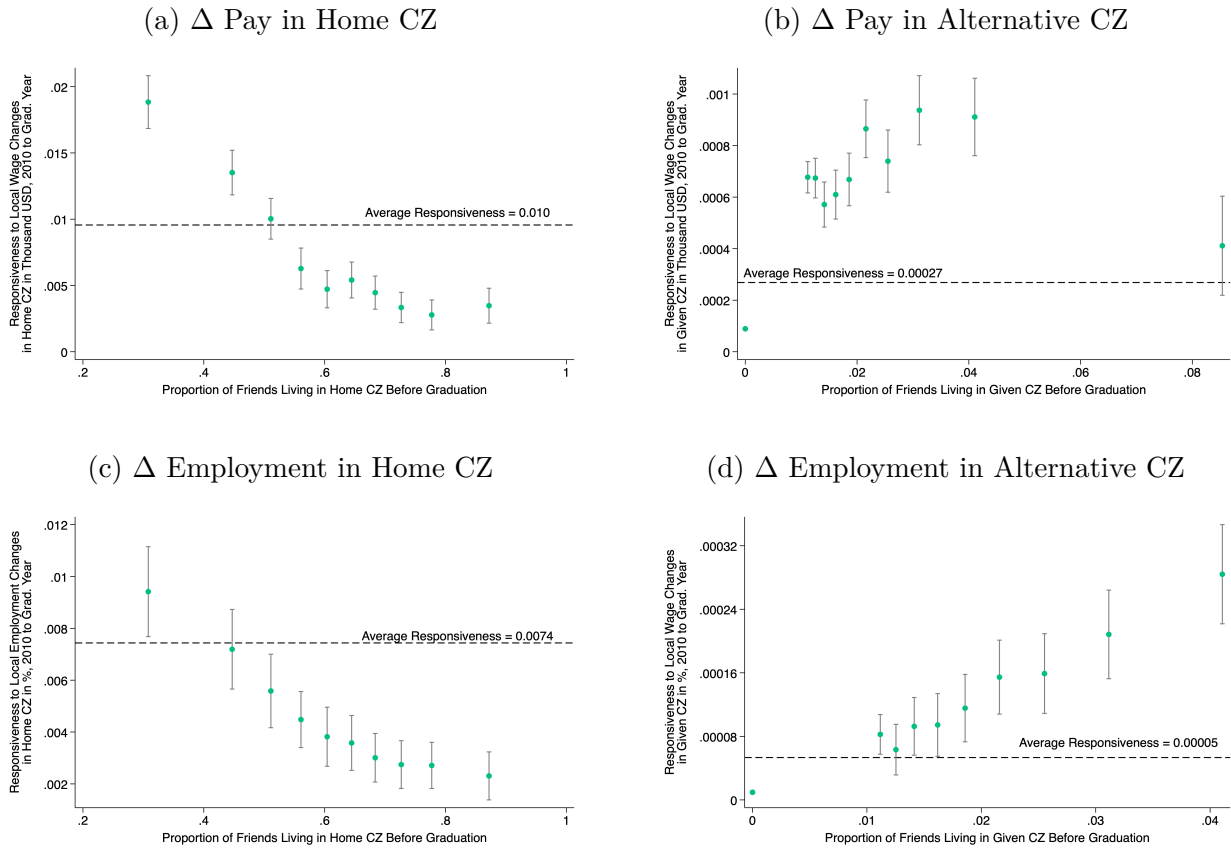 (a) Δ Pay in Home CZ
Responsiveness to Local Wage Changes
in Home CZ in Thousand USD, 2010 to Grad. Year
.02
.015
.01
.005
0
Average Responsiveness = 0.010
.2 .4 .6 .8 1
Proportion of Friends Living in Home CZ Before Graduation
(b) Δ Pay in Alternative CZ
Responsiveness to Local Wage Changes
in Given CZ in Thousand USD, 2010 to Grad. Year
.001
.0008
.0006
.0004
.0002
0
Average Responsiveness = 0.00027
0 .02 .04 .06 .08
Proportion of Friends Living in Given CZ Before Graduation
(c) Δ Employment in Home CZ
Responsiveness to Local Employment Changes
in Home CZ in %, 2010 to Grad. Year
.012
.01
.008
.006
.004
.002
Average Responsiveness = 0.0074
.2 .4 .6 .8 1
Proportion of Friends Living in Home CZ Before Graduation
(d) Δ Employment in Alternative CZ
Responsiveness to Local Wage Changes
in Given CZ in %, 2010 to Grad. Year
.00032
.00024
.00016
.00008
0
Average Responsiveness = 0.00005
0 .01 .02 .03 .04
Proportion of Friends Living in Given CZ Before Graduation